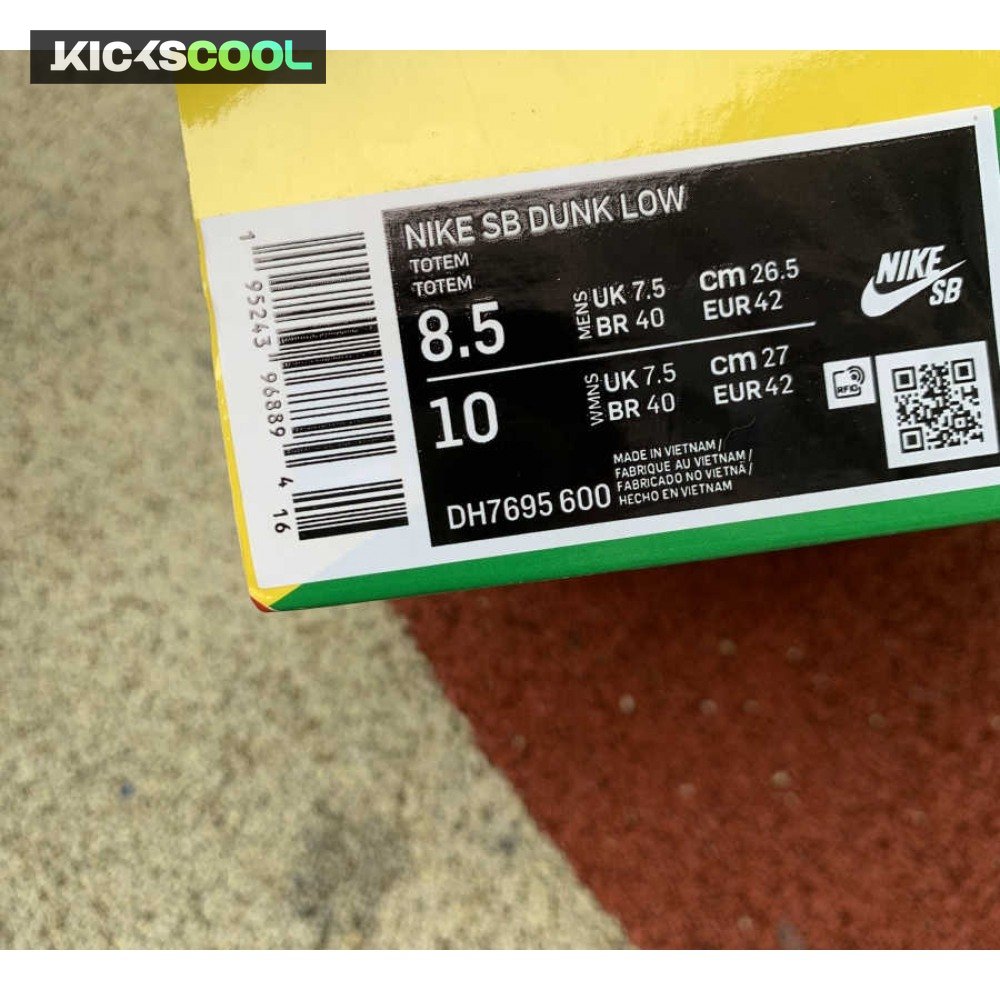 KICKSCOOL
NIKE SB DUNK LOW
TOTEM
TOTEM
8.5
MENS
UK 7.5
BR 40
cm 26.5
EUR 42
10
WMNS
UK 7.5
BR 40
cm 27
EUR 42
NIKE
SB
RFID
MADE IN VIETNAM /
FABRIQUE AU VIETNAM /
FABRICADO NO VIETNÃ /
HECHO EN VIETNAM
DH7695 600
1 95243 96889 4 16